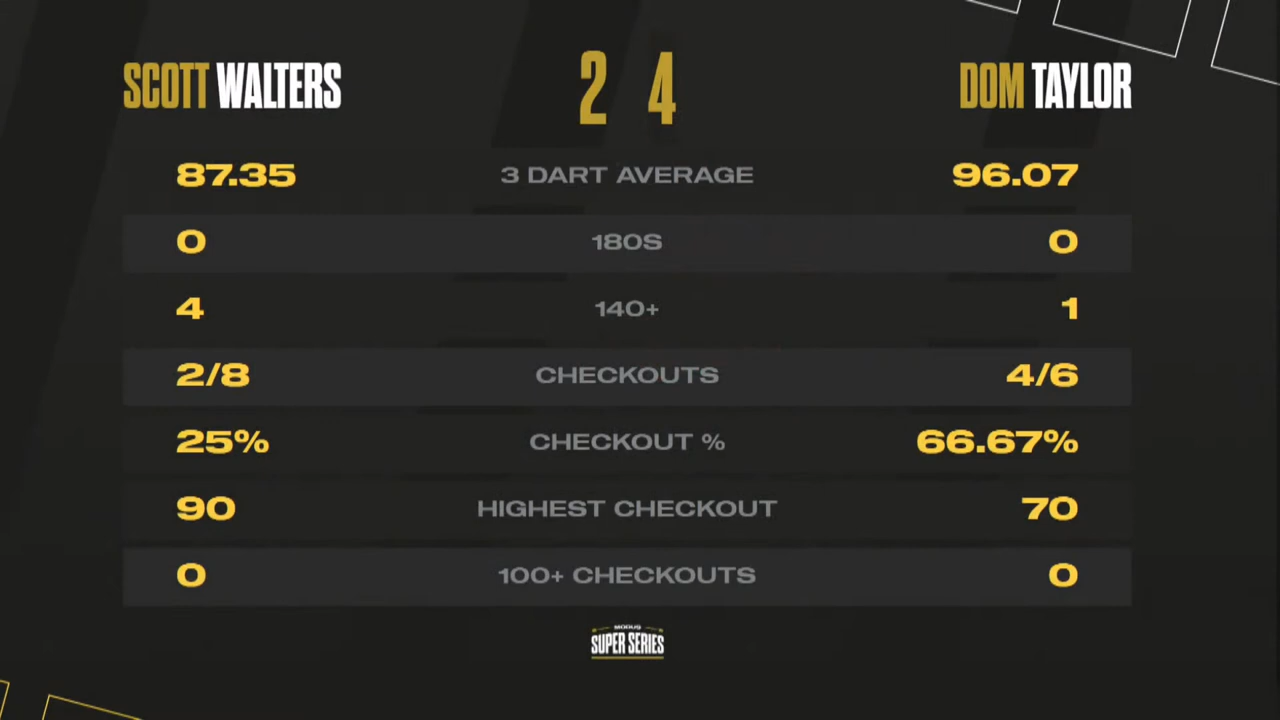 SCOTT WALTERS 2 4 DOM TAYLOR
87.35 3 DART AVERAGE 96.07
0 180S 0
4 140+ 1
2/8 CHECKOUTS 4/6
25% CHECKOUT % 66.67%
90 HIGHEST CHECKOUT 70
0 100+ CHECKOUTS 0
MODUS
SUPER SERIES